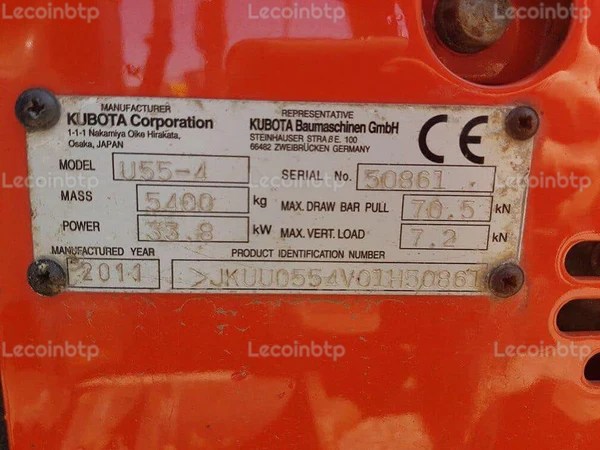 Lecoinbtp Lecoinbtp Lecoinbtp
MANUFACTURER
KUBOTA Corporation
1-1-1 Nakamiya Oike Hirakata,
Osaka, JAPAN
REPRESENTATIVE
KUBOTA Baumaschinen GmbH
STEINHAUSER STRAßE 100
66482 ZWEIBRÜCKEN GERMANY
CE
MODEL U55-4
SERIAL No. 50861
MASS 5400 kg
MAX. DRAW BAR PULL 70.5 kN
POWER 33.8 kW
MAX. VERT. LOAD 7.2 kN
MANUFACTURED YEAR
2011
PRODUCT IDENTIFICATION NUMBER
>JKUU0554V01H50861
Lecoinbtp Lecoinbtp Lecoinbtp
Lecoinbtp Lecoinbtp Lecoinbtp